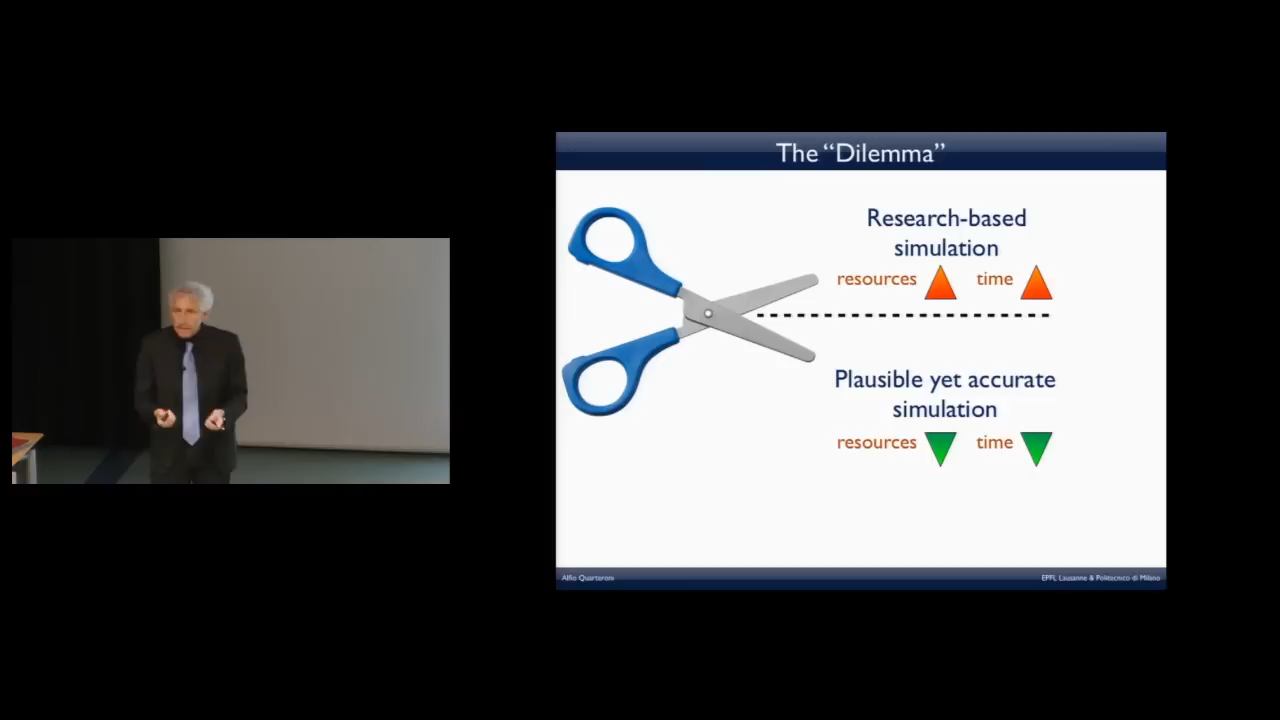 The “Dilemma”
Research-based
simulation
resources time
Plausible yet accurate
simulation
resources time
Alfio Quarteroni
EPFL Lausanne & Politecnico di Milano